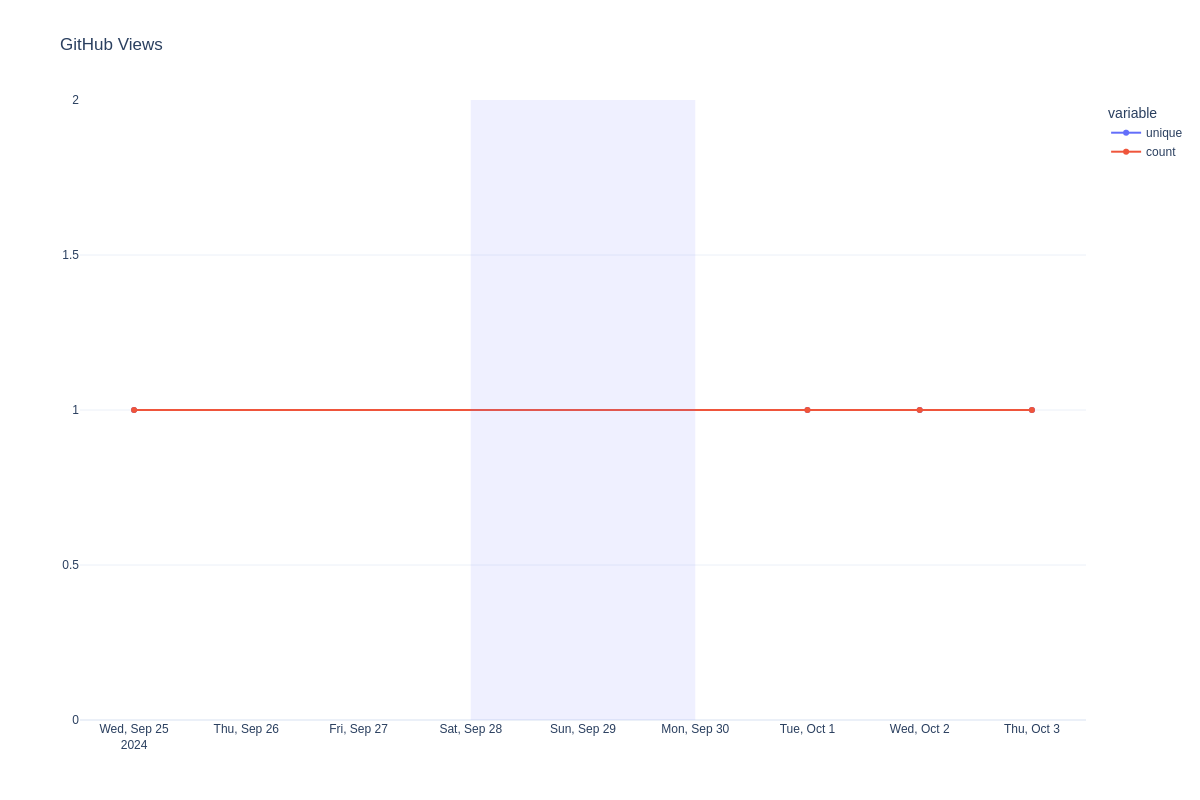 GitHub Views
2
1.5
1
0.5
0
Wed, Sep 25
2024
Thu, Sep 26
Fri, Sep 27
Sat, Sep 28
Sun, Sep 29
Mon, Sep 30
Tue, Oct 1
Wed, Oct 2
Thu, Oct 3
variable
unique
count